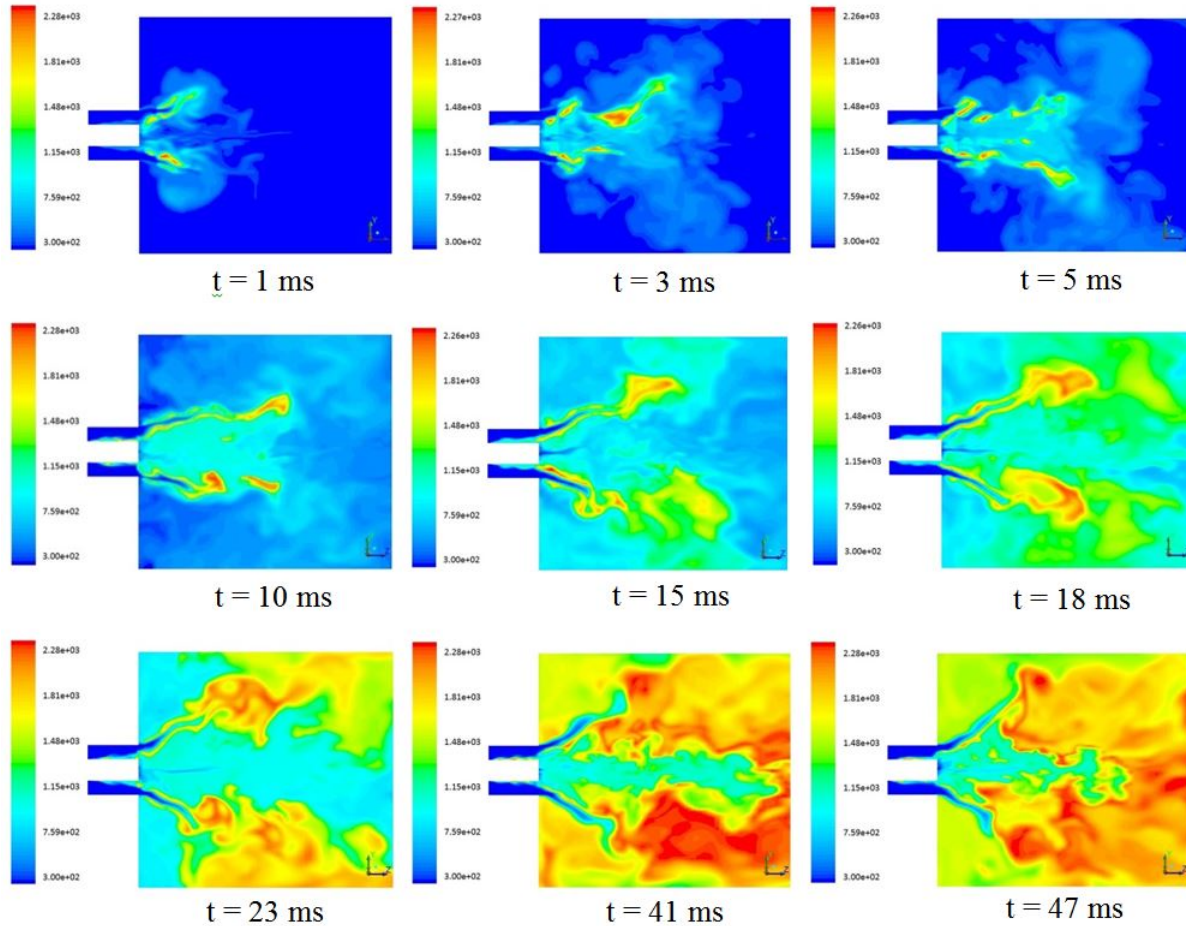 2.28e+03
1.81e+03
1.48e+03
1.15e+03
7.59e+02
3.00e+02
Y
t = 1 ms
2.27e+03
1.81e+03
1.48e+03
1.15e+03
7.59e+02
3.00e+02
Y
t = 3 ms
2.26e+03
1.81e+03
1.48e+03
1.15e+03
7.59e+02
3.00e+02
Y
t = 5 ms
2.28e+03
1.81e+03
1.48e+03
1.15e+03
7.59e+02
3.00e+02
Z
t = 10 ms
2.26e+03
1.81e+03
1.48e+03
1.15e+03
7.59e+02
3.00e+02
Z
t = 15 ms
2.26e+03
1.81e+03
1.48e+03
1.15e+03
7.59e+02
3.00e+02
t = 18 ms
2.28e+03
1.81e+03
1.48e+03
1.15e+03
7.59e+02
3.00e+02
Z
t = 23 ms
2.28e+03
1.81e+03
1.48e+03
1.15e+03
7.59e+02
3.00e+02
Z
t = 41 ms
2.28e+03
1.81e+03
1.48e+03
1.15e+03
7.59e+02
3.00e+02
Z
t = 47 ms